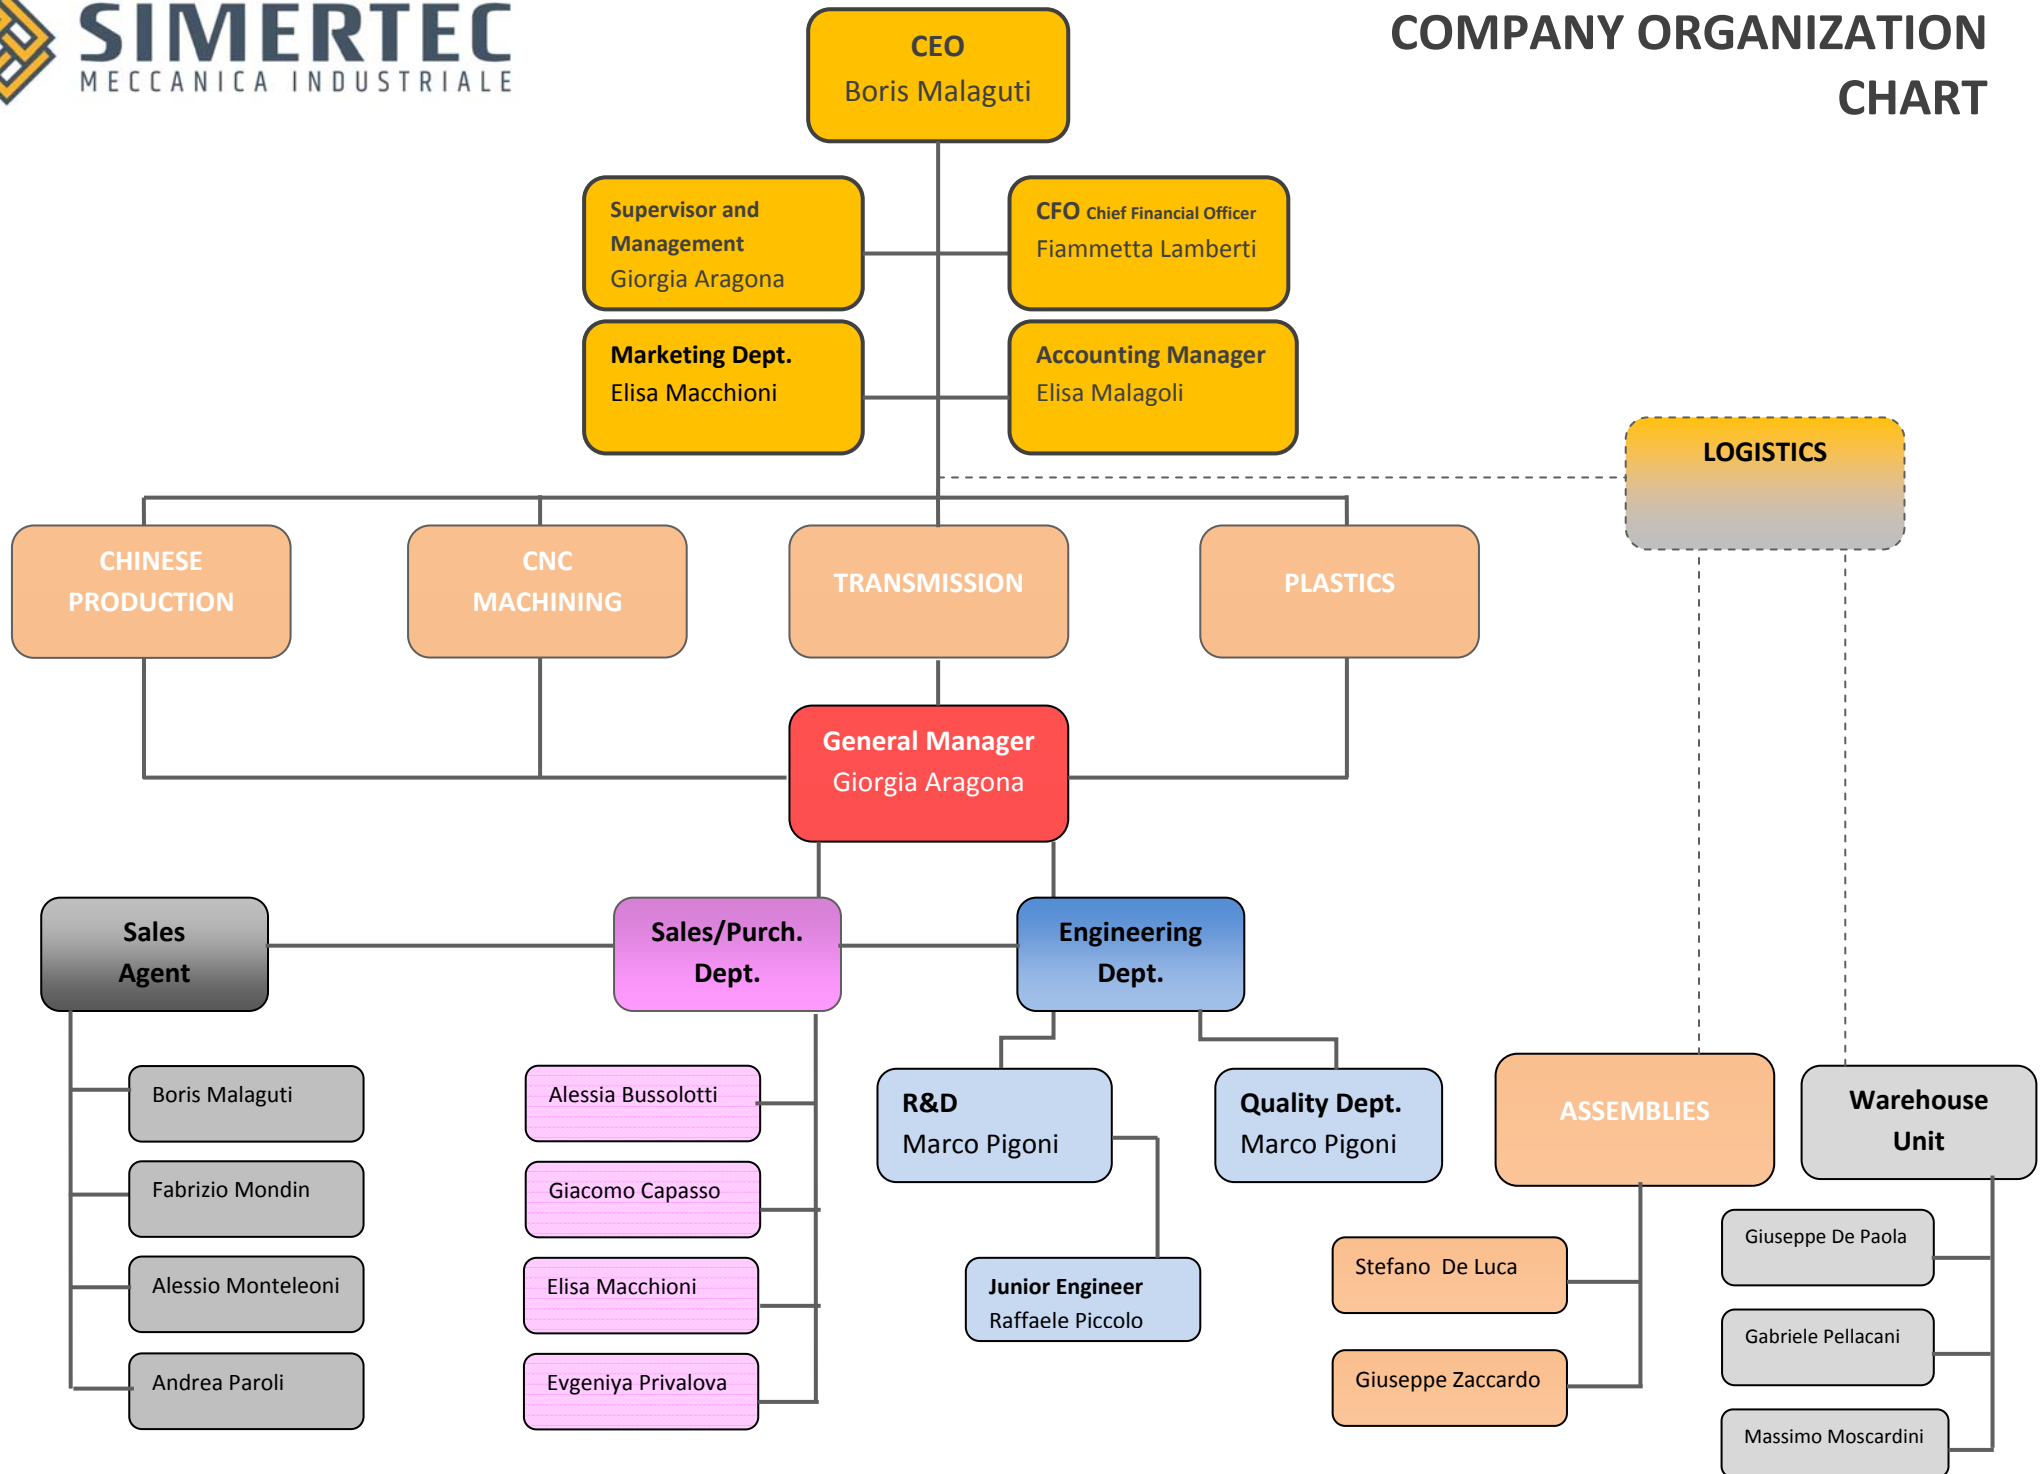 SIMERTEC
MECCANICA INDUSTRIALE
COMPANY ORGANIZATION
CHART
CEO
Boris Malaguti
Supervisor and
Management
Giorgia Aragona
CFO Chief Financial Officer
Fiammetta Lamberti
Marketing Dept.
Elisa Macchioni
Accounting Manager
Elisa Malagoli
LOGISTICS
CHINESE
PRODUCTION
CNC
MACHINING
TRANSMISSION
PLASTICS
General Manager
Giorgia Aragona
Sales
Agent
Sales/Purch.
Dept.
Engineering
Dept.
Boris Malaguti
Fabrizio Mondin
Alessio Monteleoni
Andrea Paroli
Alessia Bussolotti
Giacomo Capasso
Elisa Macchioni
Evgeniya Privalova
R&D
Marco Pigoni
Quality Dept.
Marco Pigoni
Junior Engineer
Raffaele Piccolo
ASSEMBLIES
Stefano  De Luca
Giuseppe Zaccardo
Warehouse
Unit
Giuseppe De Paola
Gabriele Pellacani
Massimo Moscardini